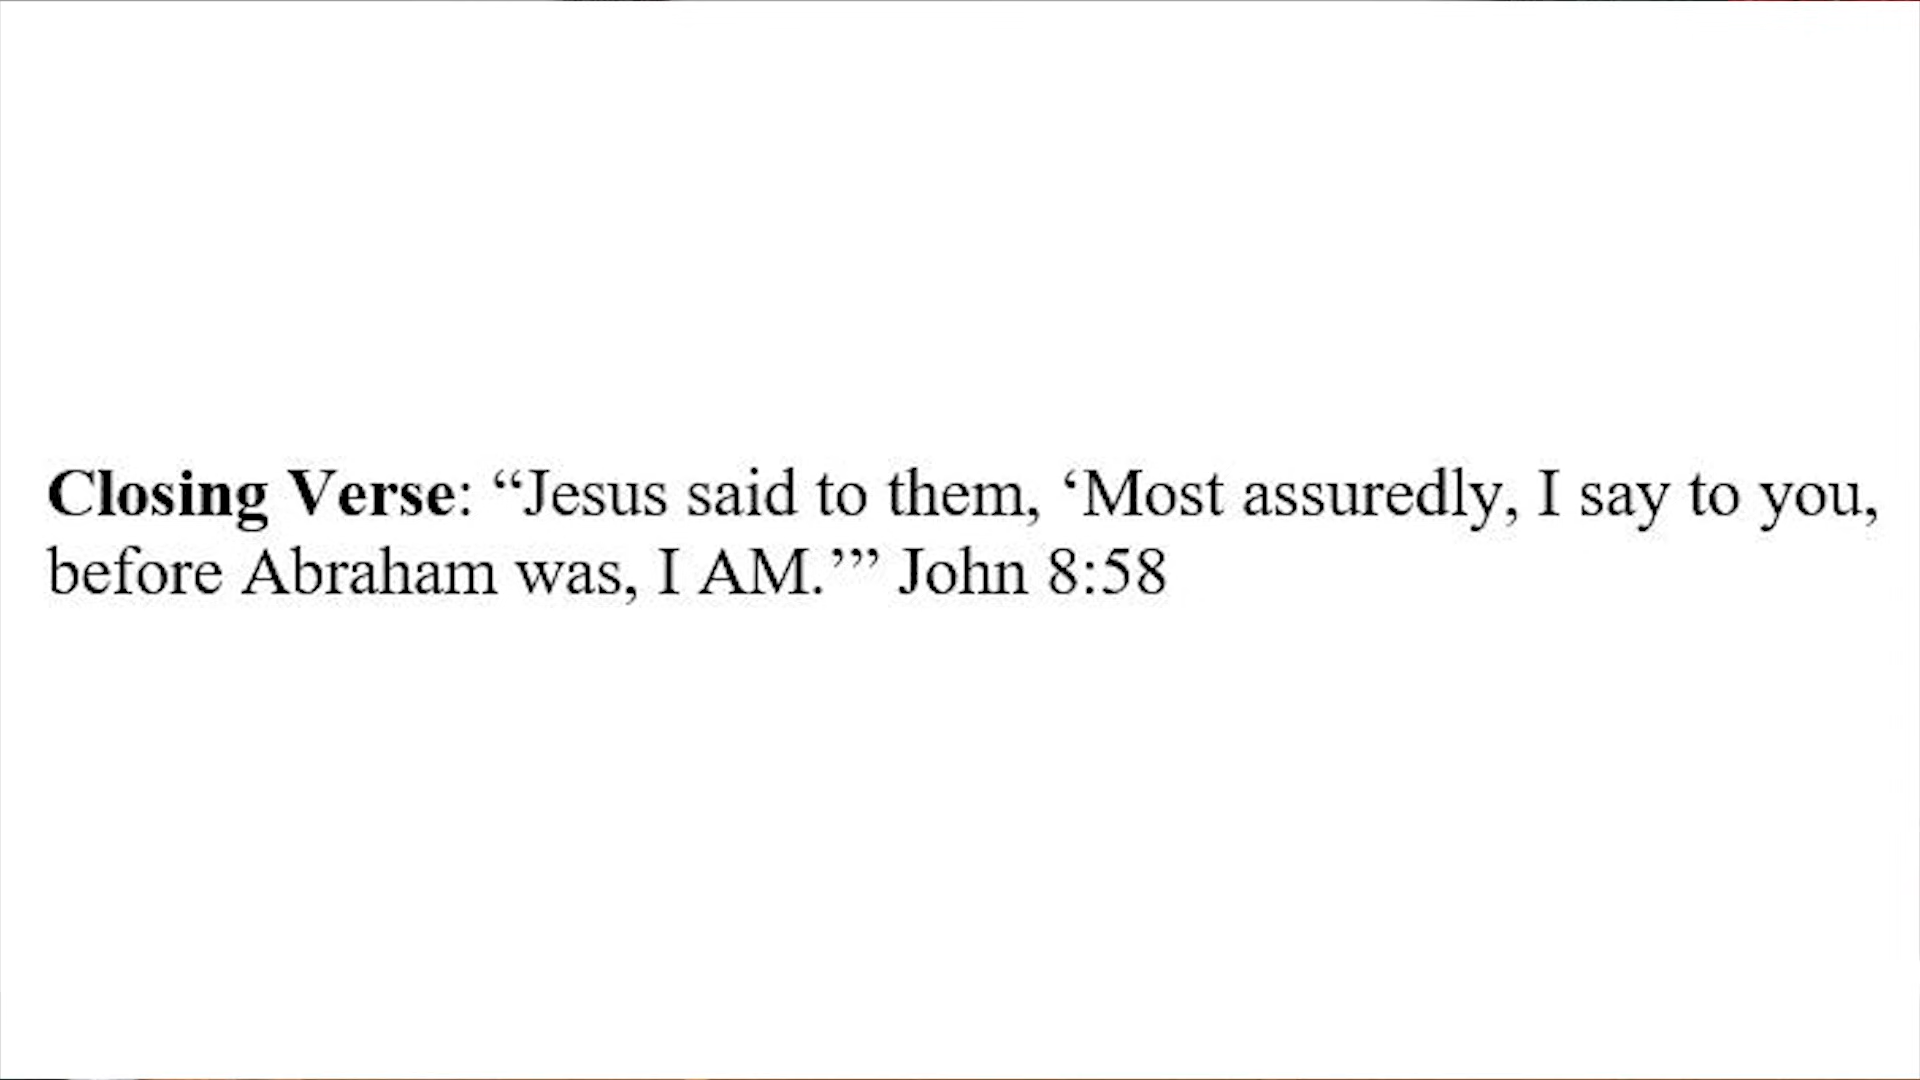 Closing Verse: “Jesus said to them, ‘Most assuredly, I say to you,
before Abraham was, I AM.’” John 8:58